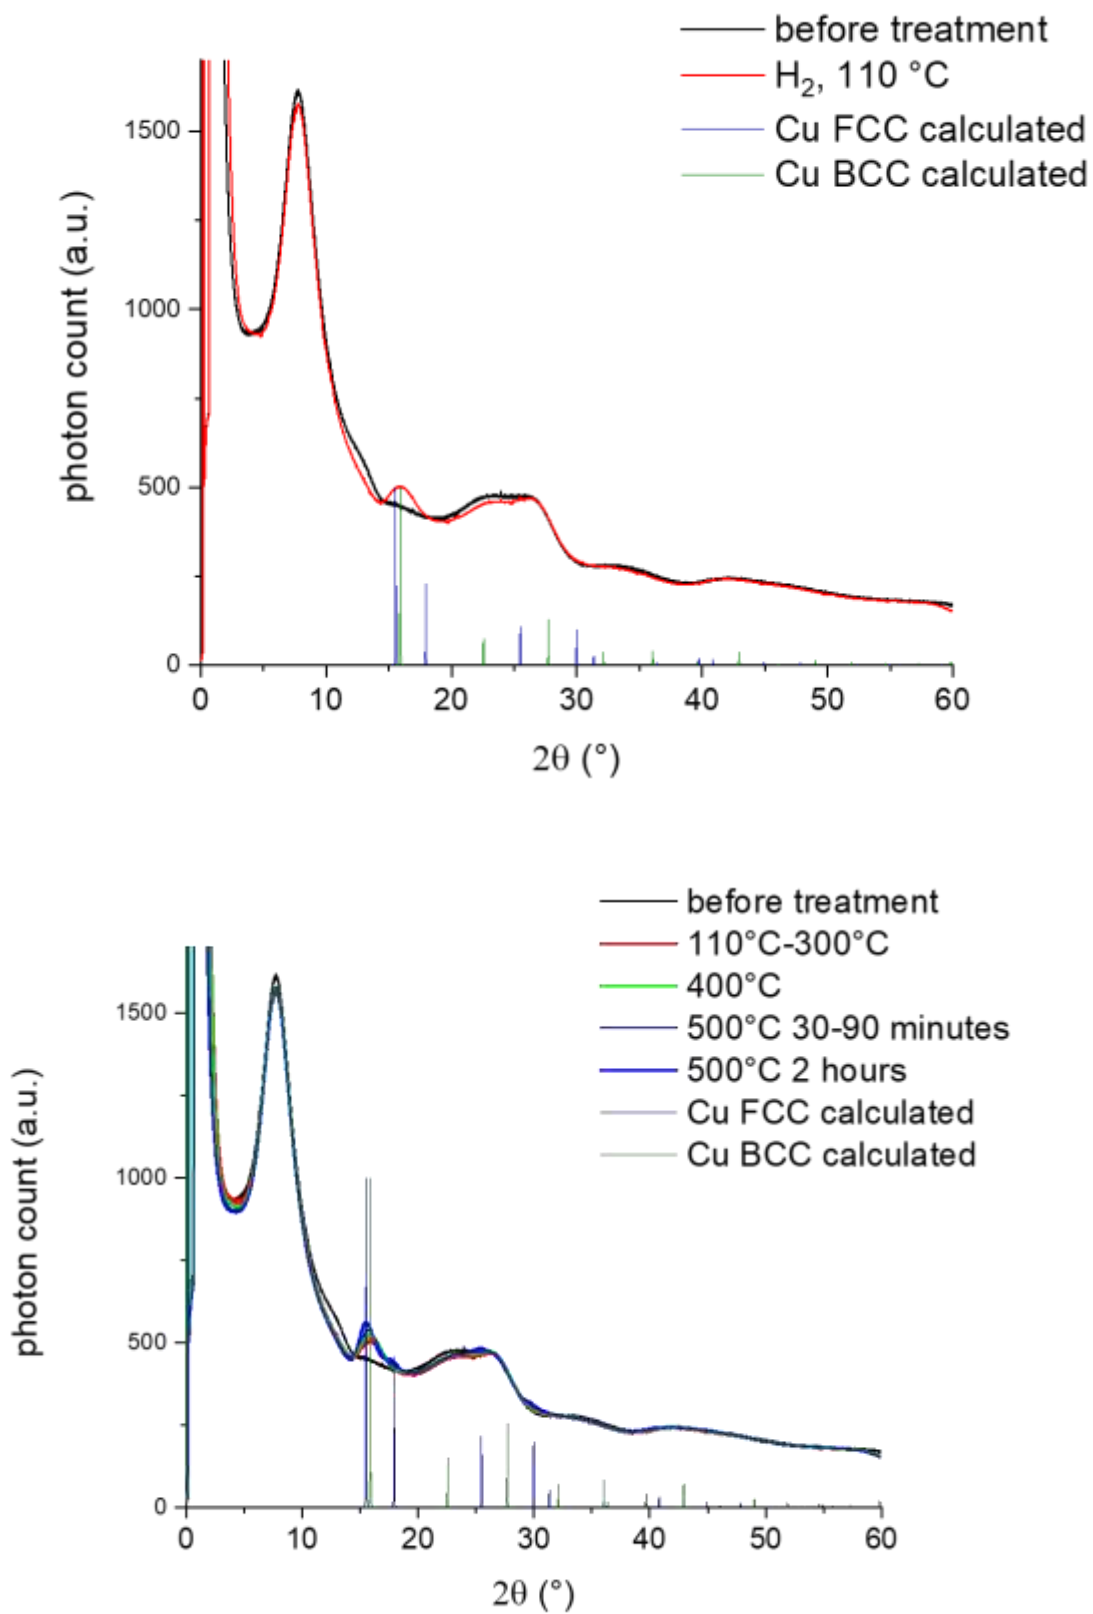 before treatment
H₂, 110 °C
Cu FCC calculated
Cu BCC calculated
photon count (a.u.)
1500
1000
500
0
0 10 20 30 40 50 60
2θ (°)
before treatment
110°C-300°C
400°C
500°C 30-90 minutes
500°C 2 hours
Cu FCC calculated
Cu BCC calculated
photon count (a.u.)
1500
1000
500
0
0 10 20 30 40 50 60
2θ (°)